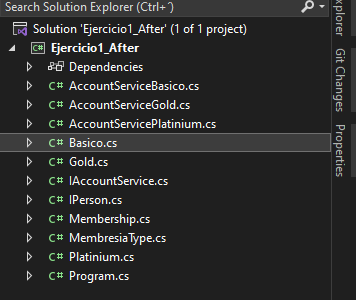 Search Solution Explorer (Ctrl+´)
Solution 'Ejercicio1_After' (1 of 1 project)
C# Ejercicio1_After
Dependencies
C# AccountServiceBasico.cs
C# AccountServiceGold.cs
C# AccountServicePlatinium.cs
C# Basico.cs
C# Gold.cs
C# IAccountService.cs
C# IPerson.cs
C# Membership.cs
C# MembresiaType.cs
C# Platinium.cs
C# Program.cs
xplorer
Git Changes
Properties